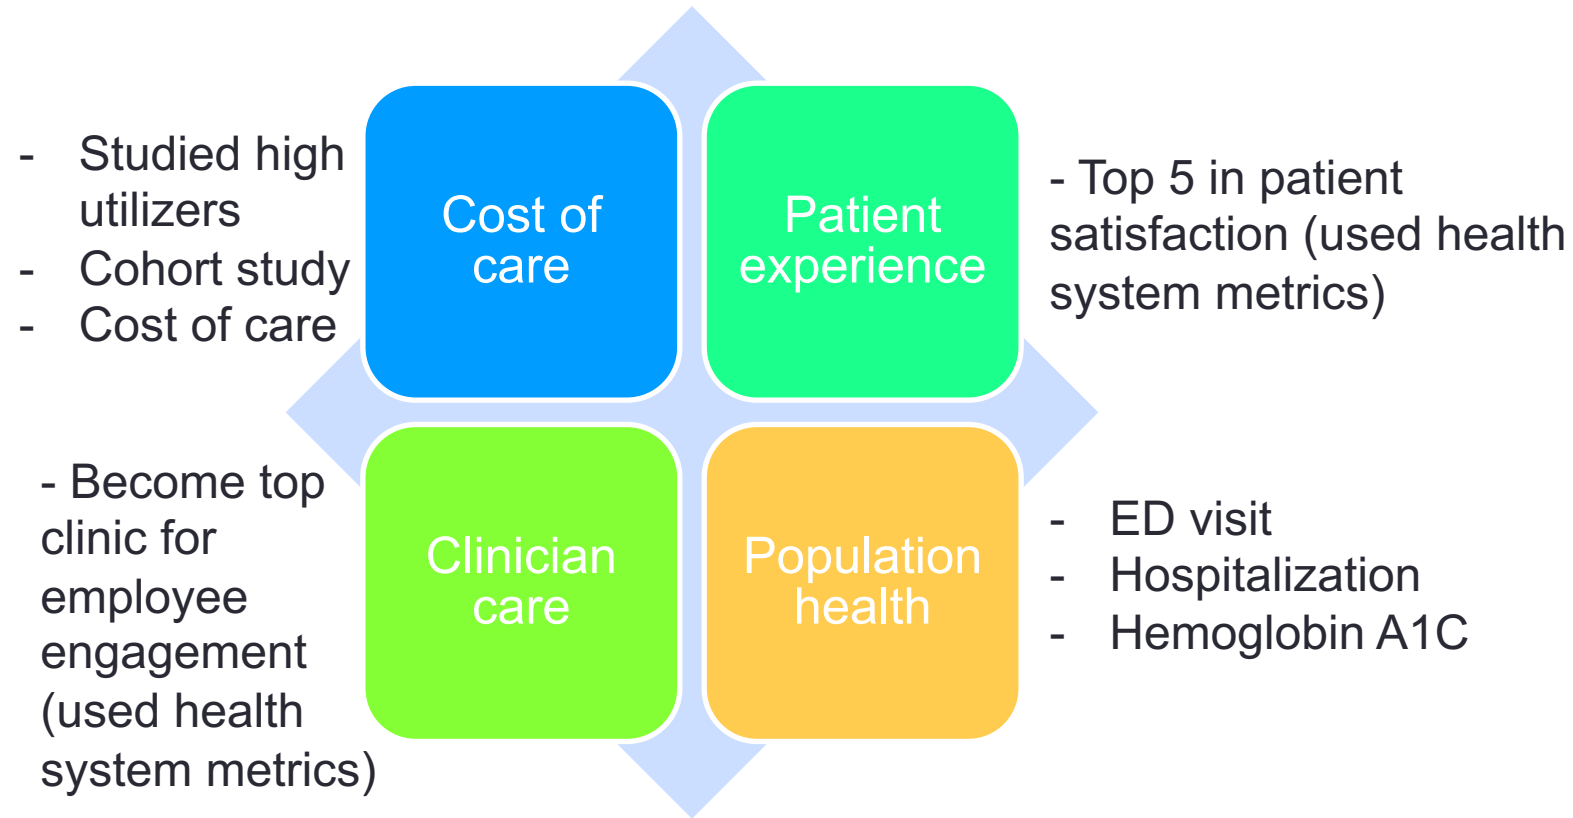 - Studied high
utilizers
- Cohort study
- Cost of care
Cost of
care
Patient
experience
- Top 5 in patient
satisfaction (used health
system metrics)
- Become top
clinic for
employee
engagement
(used health
system metrics)
Clinician
care
Population
health
- ED visit
- Hospitalization
- Hemoglobin A1C